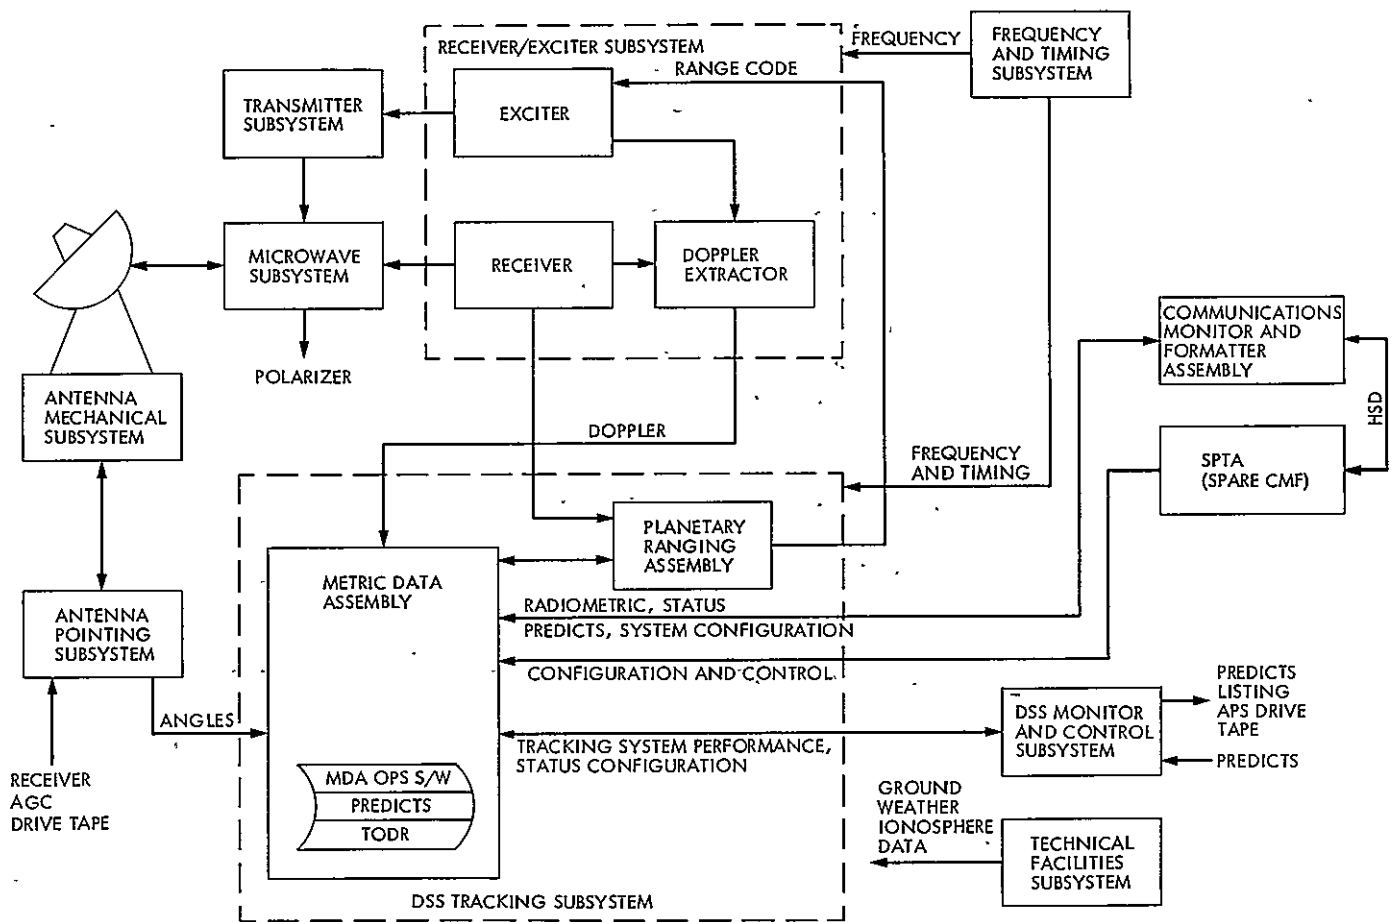 RECEIVER/EXCITER SUBSYSTEM
FREQUENCY
FREQUENCY
AND TIMING
SUBSYSTEM
RANGE CODE
TRANSMITTER
SUBSYSTEM
EXCITER
MICROWAVE
SUBSYSTEM
RECEIVER
DOPPLER
EXTRACTOR
POLARIZER
COMMUNICATIONS
MONITOR AND
FORMATTER
ASSEMBLY
HSD
ANTENNA
MECHANICAL
SUBSYSTEM
DOPPLER
FREQUENCY
AND TIMING
SPTA
(SPARE CMF)
PLANETARY
RANGING
ASSEMBLY
METRIC DATA
ASSEMBLY
RADIOMETRIC, STATUS
PREDICTS, SYSTEM CONFIGURATION
CONFIGURATION AND CONTROL
ANTENNA
POINTING
SUBSYSTEM
ANGLES
RECEIVER
AGC
DRIVE TAPE
TRACKING SYSTEM PERFORMANCE,
STATUS CONFIGURATION
DSS MONITOR
AND CONTROL
SUBSYSTEM
PREDICTS
LISTING
APS DRIVE
TAPE
PREDICTS
MDA OPS S/W
PREDICTS
TODR
GROUND
WEATHER
IONOSPHERE
DATA
TECHNICAL
FACILITIES
SUBSYSTEM
DSS TRACKING SUBSYSTEM